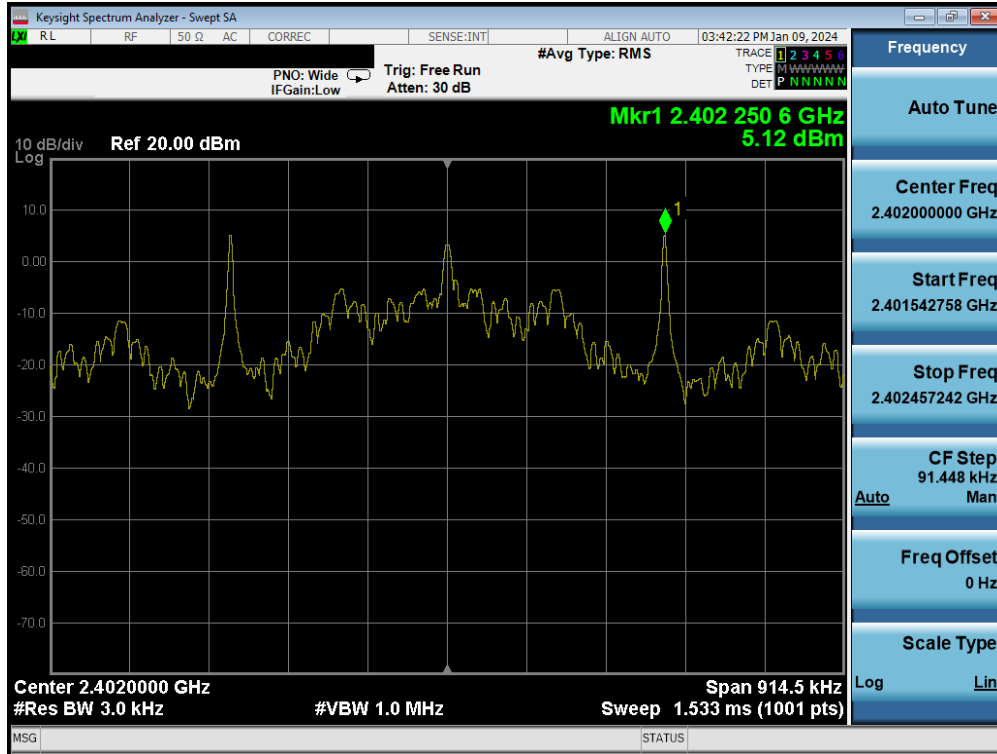 Keysight Spectrum Analyzer - Swept SA
LXI RL RF 50 Ω AC CORREC SENSE:INT ALIGN AUTO 03:42:22 PM Jan 09, 2024
#Avg Type: RMS
TRACE 1 2 3 4 5 6
TYPE M WWWWW
DET P N N N N N
PNO: Wide Trig: Free Run
IFGain:Low Atten: 30 dB
Mkr1 2.402 250 6 GHz
5.12 dBm
10 dB/div Ref 20.00 dBm
Log
1
10.0
0.00
-10.0
-20.0
-30.0
-40.0
-50.0
-60.0
-70.0
Center 2.4020000 GHz Span 914.5 kHz
#Res BW 3.0 kHz #VBW 1.0 MHz Sweep 1.533 ms (1001 pts)
MSG STATUS
Frequency
Auto Tune
Center Freq
2.402000000 GHz
Start Freq
2.401542758 GHz
Stop Freq
2.402457242 GHz
CF Step
91.448 kHz
Auto Man
Freq Offset
0 Hz
Scale Type
Log Lin